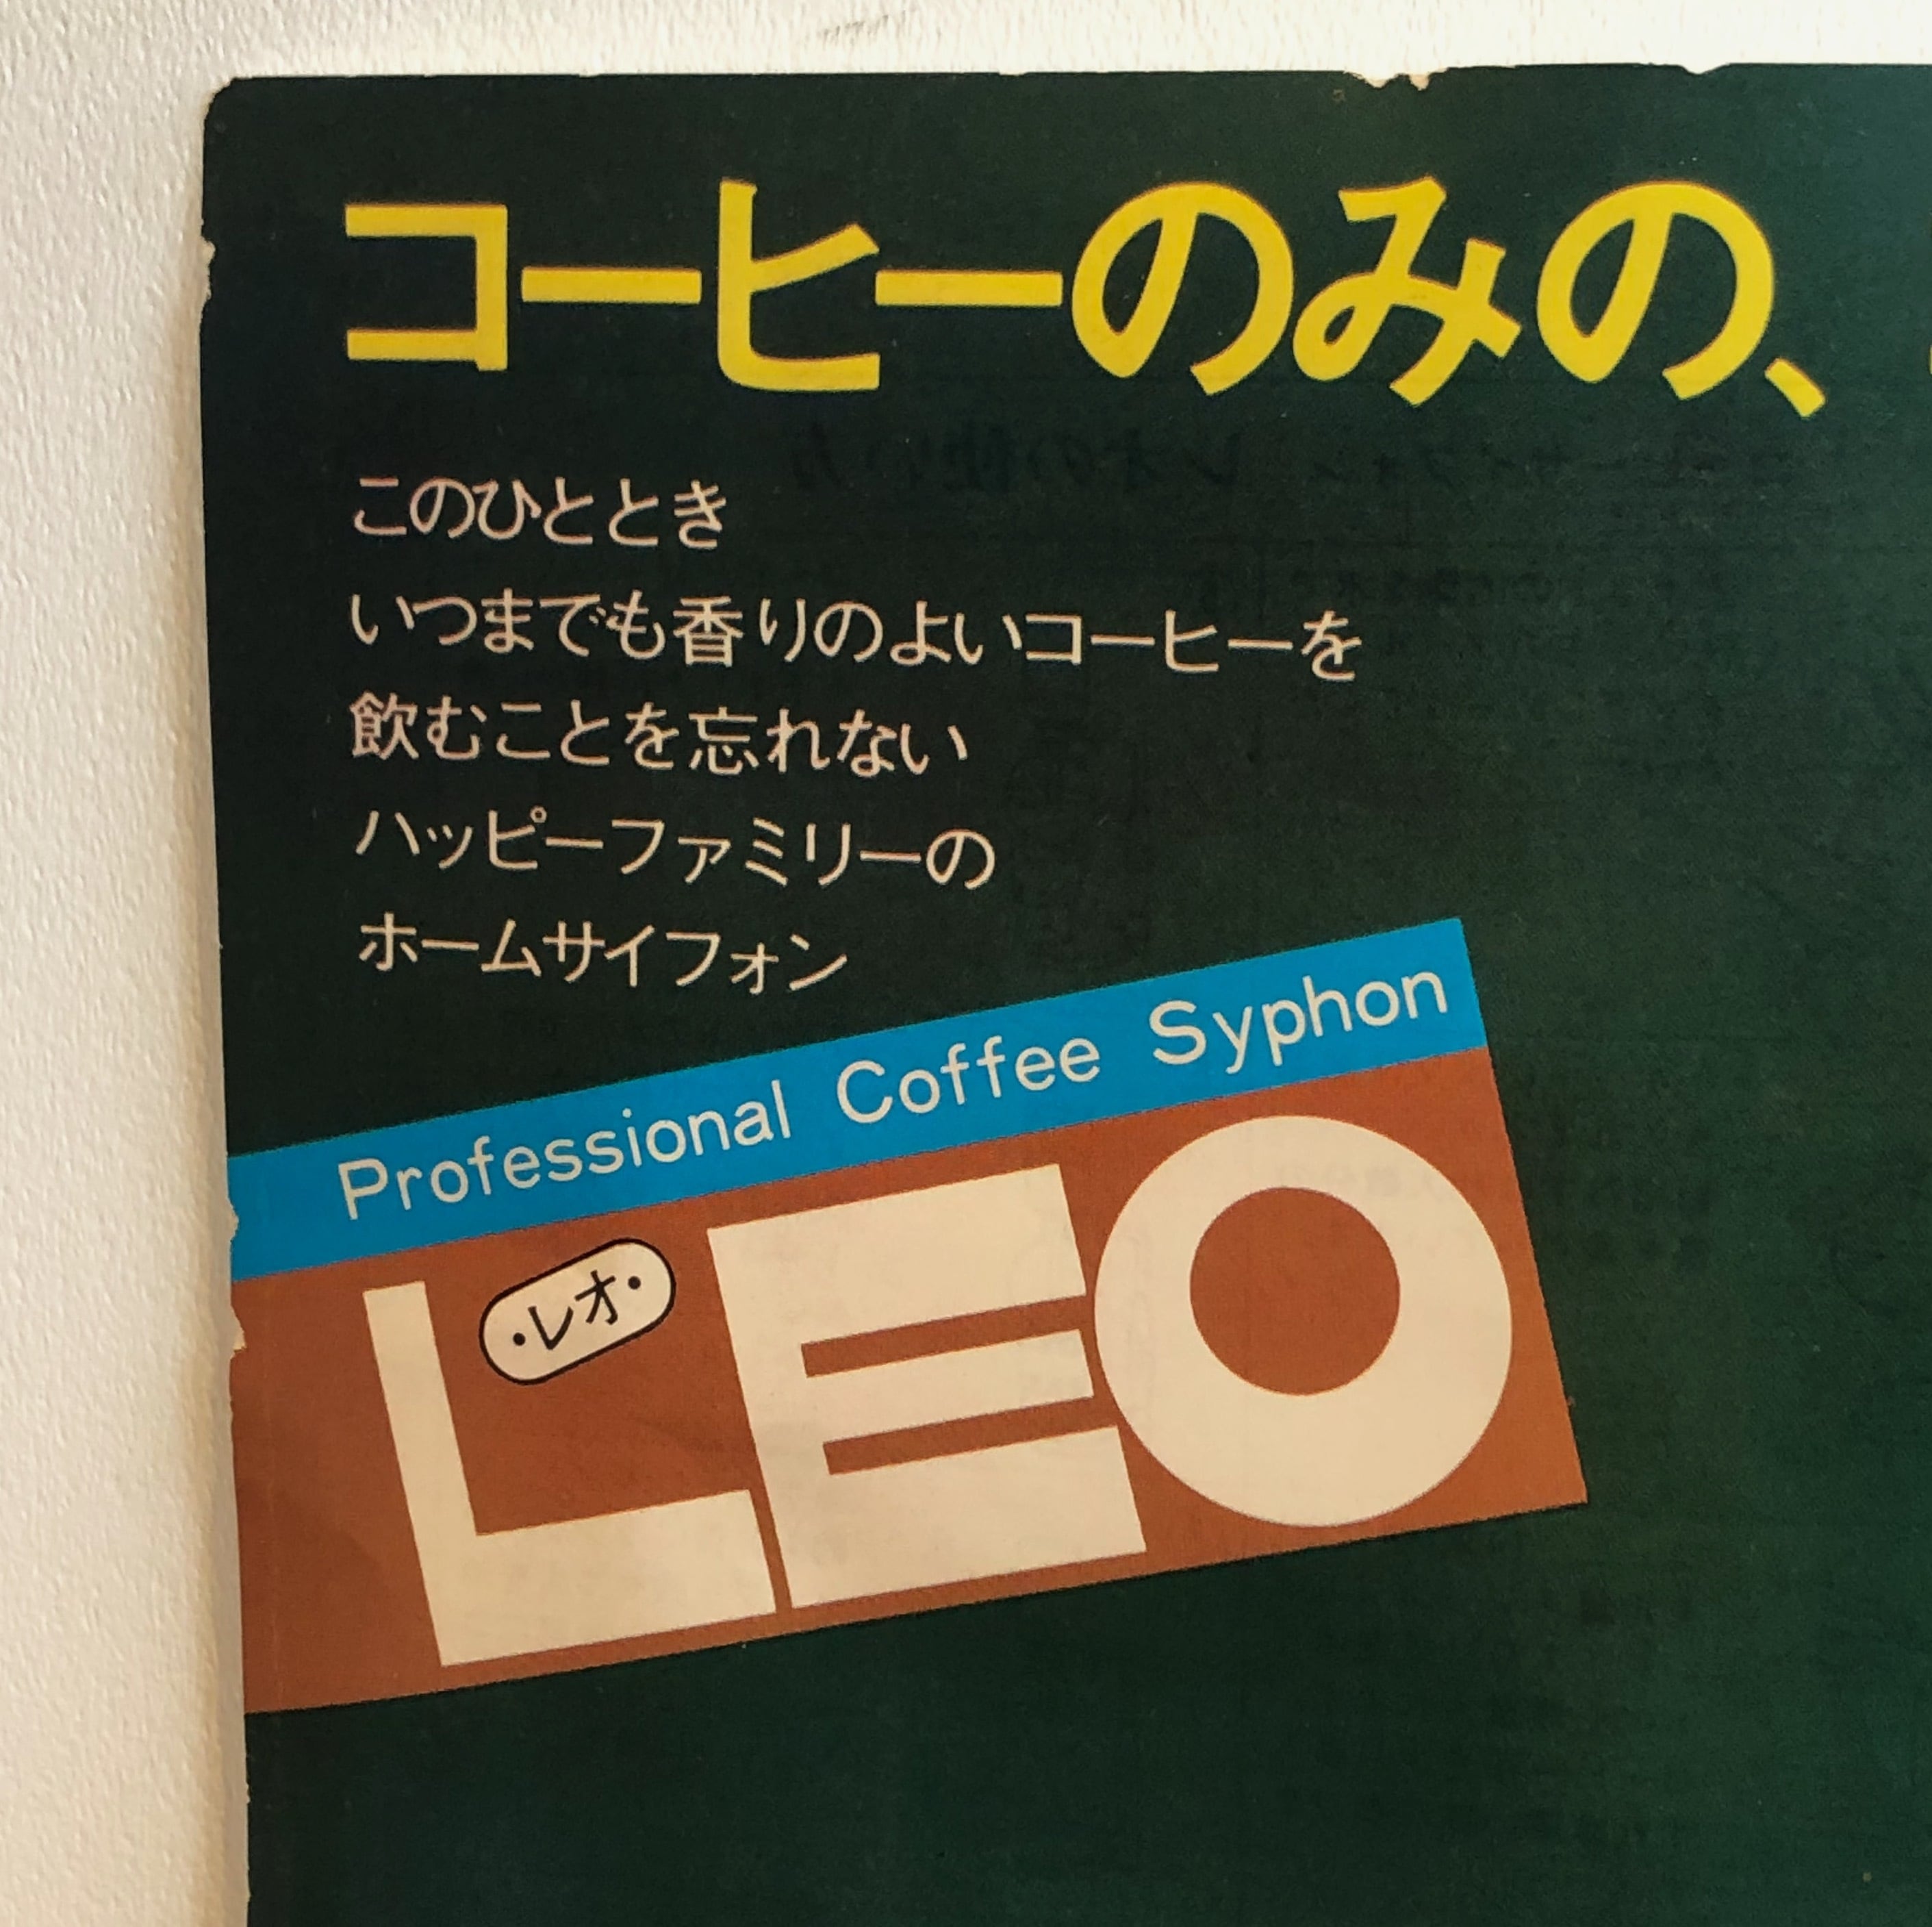 コーヒーのみの、
このひととき
いつまでも香りのよいコーヒーを
飲むことを忘れない
ハッピーファミリーの
ホームサイフォン
Professional Coffee Syphon
・レオ・
LEO